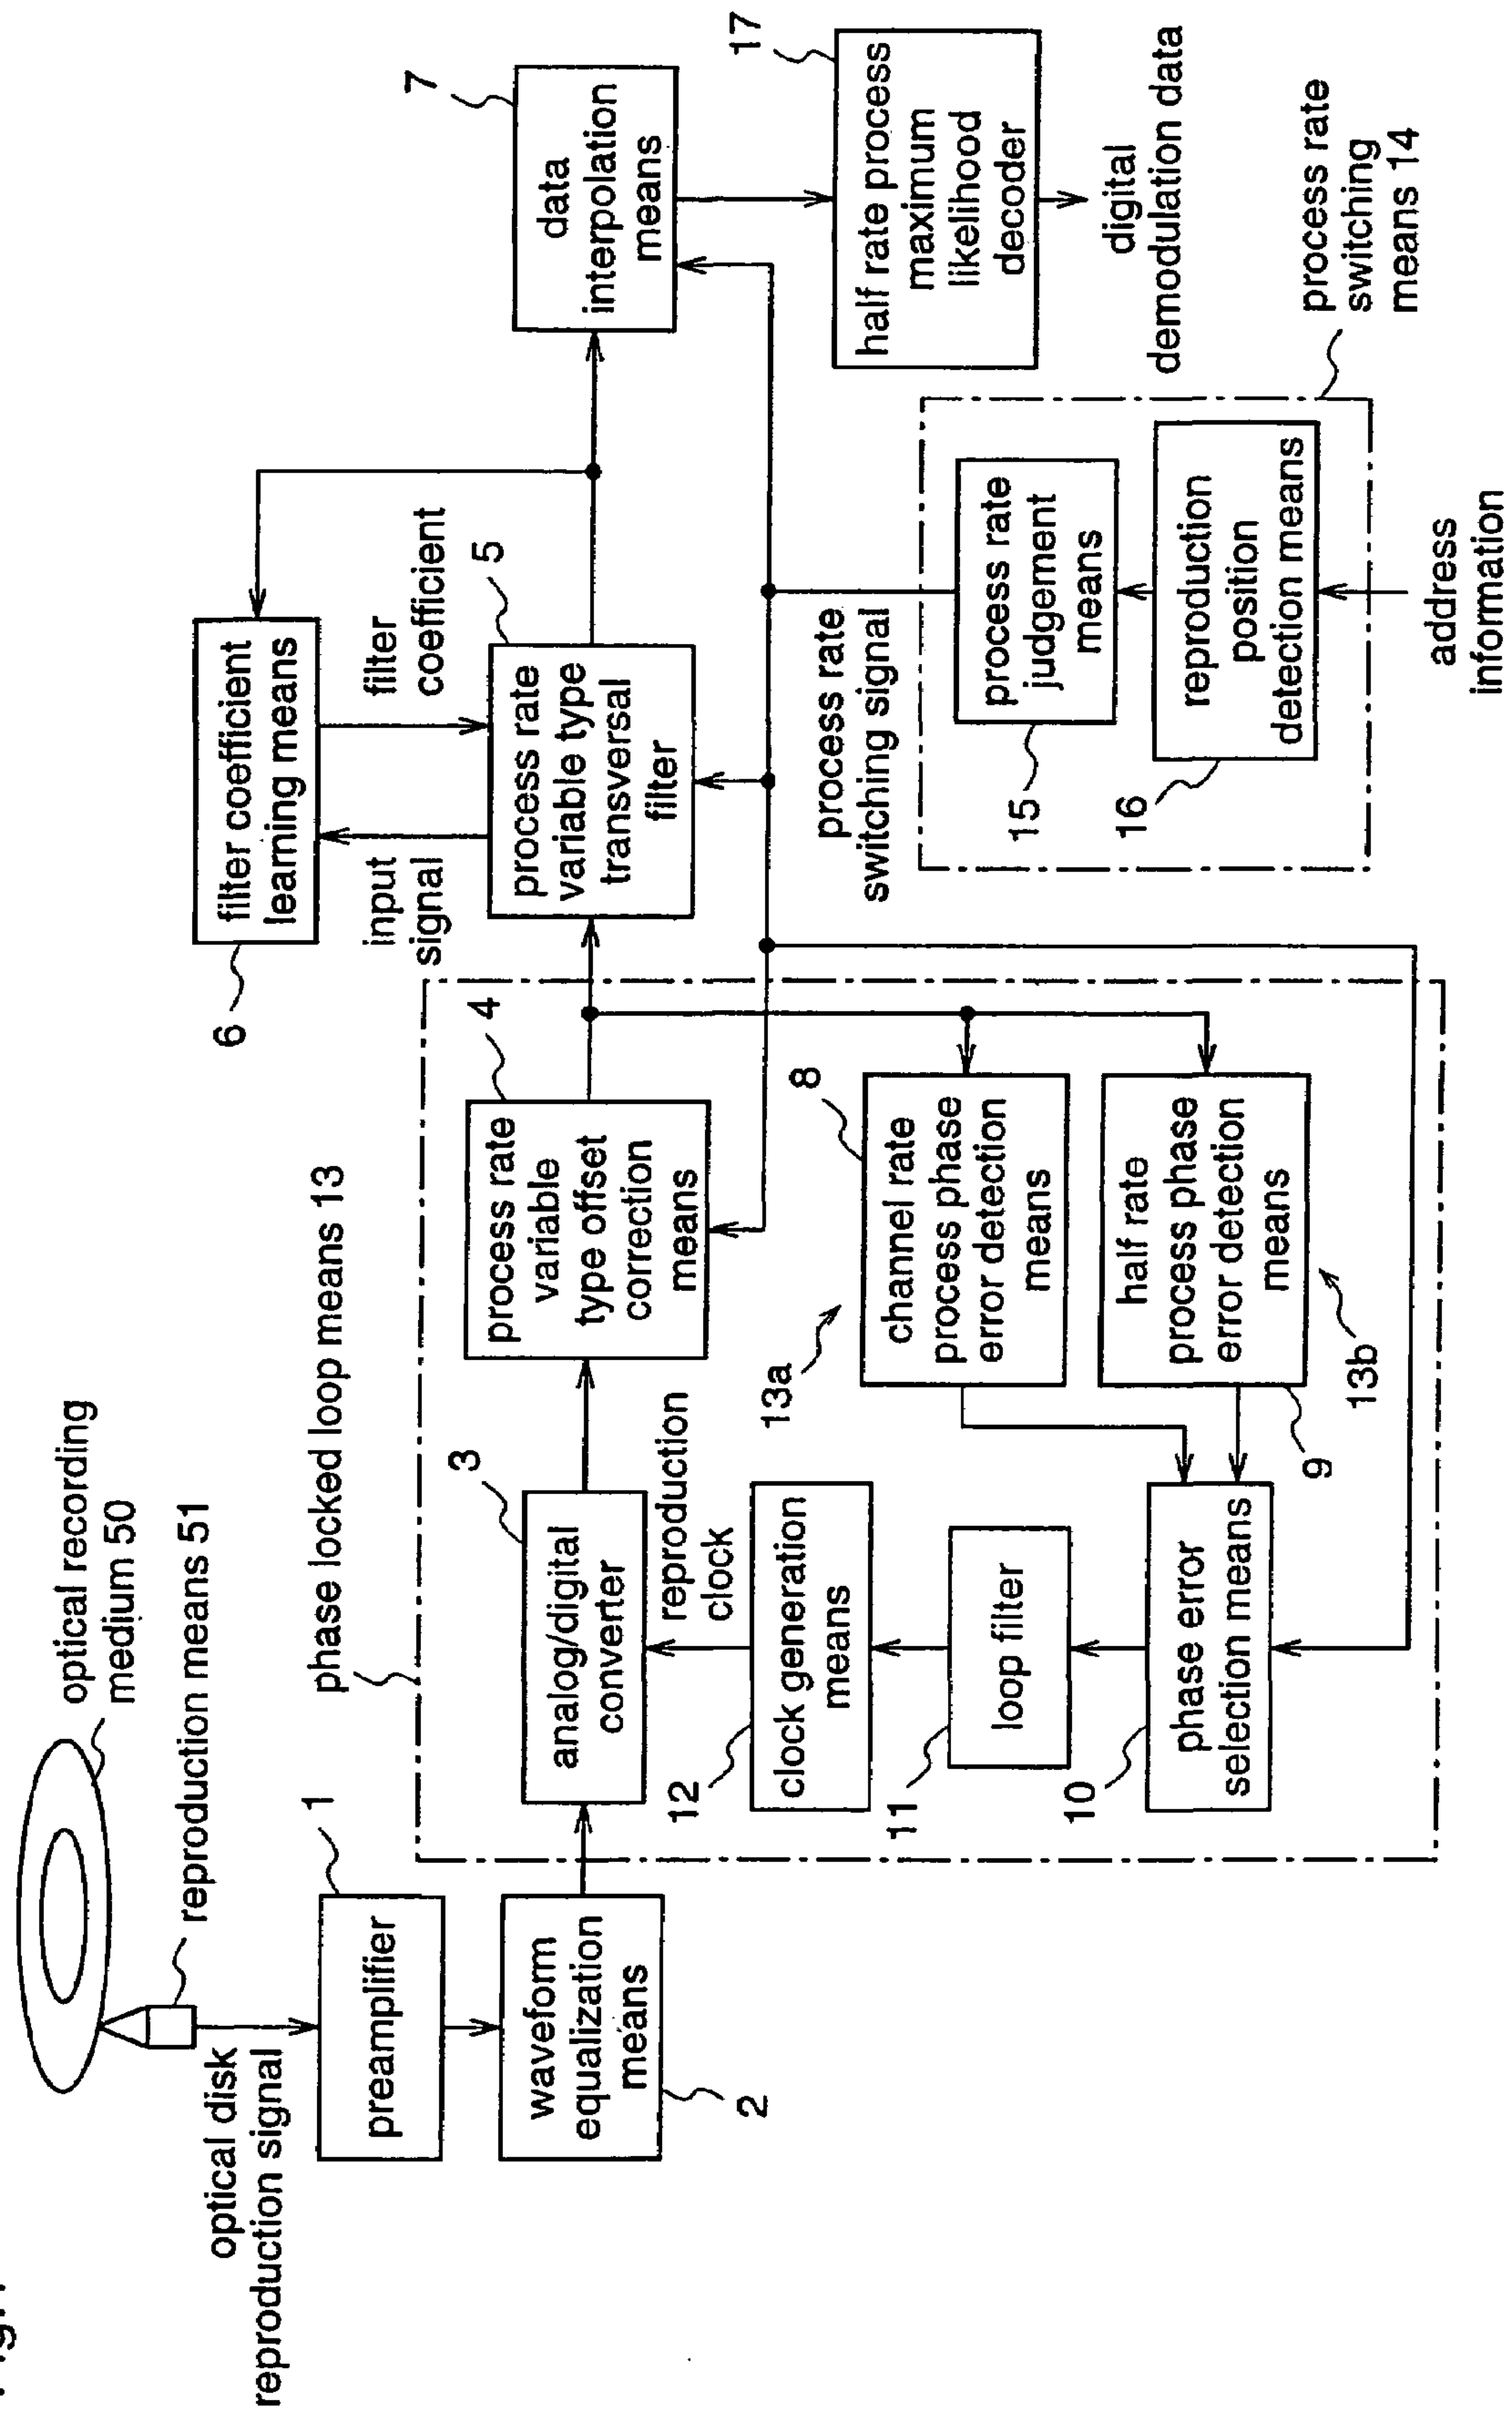 optical recording
medium 50
reproduction means 51
optical disk
reproduction signal
1
preamplifier
waveform
equalization
means
2
phase locked loop means 13
3
analog/digital
converter
reproduction
clock
12
clock generation
means
11
loop filter
10
phase error
selection means
4
process rate
variable
type offset
correction
means
13a
8
channel rate
process phase
error detection
means
half rate
process phase
error detection
means
9
13b
6
filter coefficient
learning means
input
signal
filter
coefficient
5
process rate
variable type
transversal
filter
process rate
switching signal
15
process rate
judgement
means
16
reproduction
position
detection means
address
information
process rate
switching
means 14
7
data
interpolation
means
17
half rate process
maximum
likelihood
decoder
digital
demodulation data